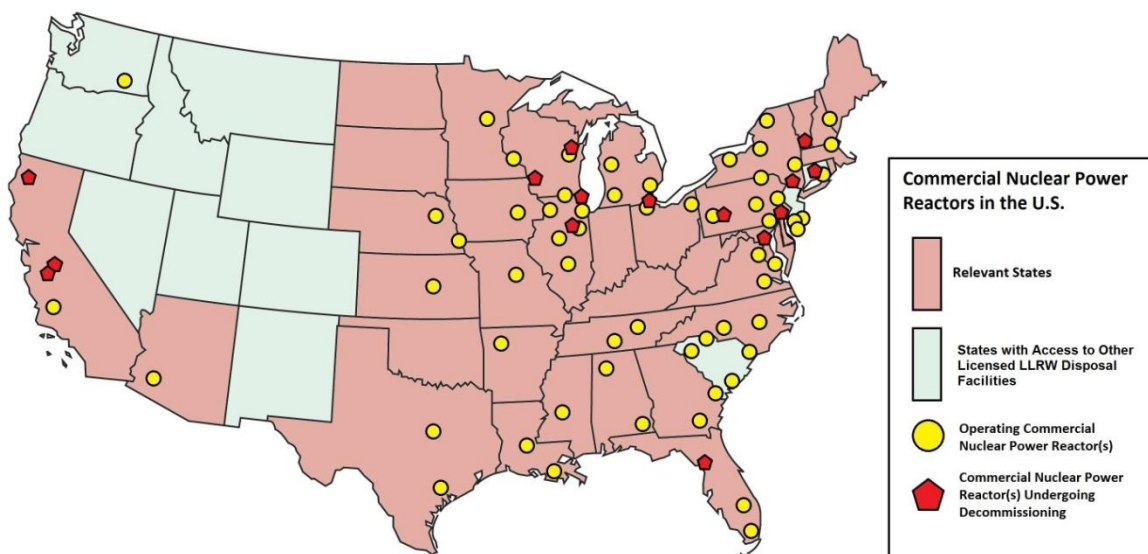 Commercial Nuclear Power
Reactors in the U.S.
Relevant States
States with Access to Other
Licensed LLRW Disposal
Facilities
Operating Commercial
Nuclear Power Reactor(s)
Commercial Nuclear Power
Reactor(s) Undergoing
Decommissioning